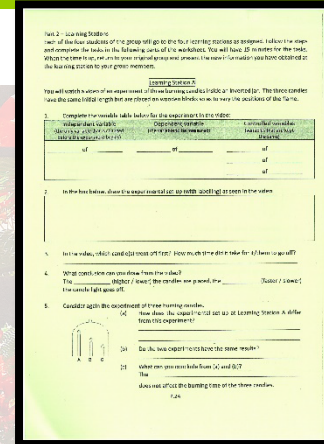 Part 2 – Learning Stations
Each of the four students of the group will go to the four learning stations as assigned. Follow the steps
and complete the tasks in the following parts of the worksheet. You will have 15 minutes for the tasks.
When the time is up, return to your original group and present the new information you have obtained at
the learning station to your group members.
Learning Station A
You will watch a video of an experiment of three burning candles inside an inverted jar. The three candles
have the same initial length but are placed on wooden blocks so as to vary the positions of the flame.
1. Complete the variable table below for the experiment in the video:
Independent variable Dependent variable Controlled variables
of of of
of
of
2. In the box below, draw the experimental set-up (with labelling) as seen in the video.
3. In the video, which candle went off first? How much time did it take for it/them to go off?
4. What conclusion can you draw from the video?
The (higher / lower) the candles are placed, the (faster / slower)
the candle light goes off.
5. Consider again the experiment of three burning candles.
(a) How does the experimental set up at Learning Station A differ
from this experiment?
A B C
(b) Do the two experiments have the same results?
(c) What can you conclude from (a) and (b)?
The
does not affect the burning time of the three candles.